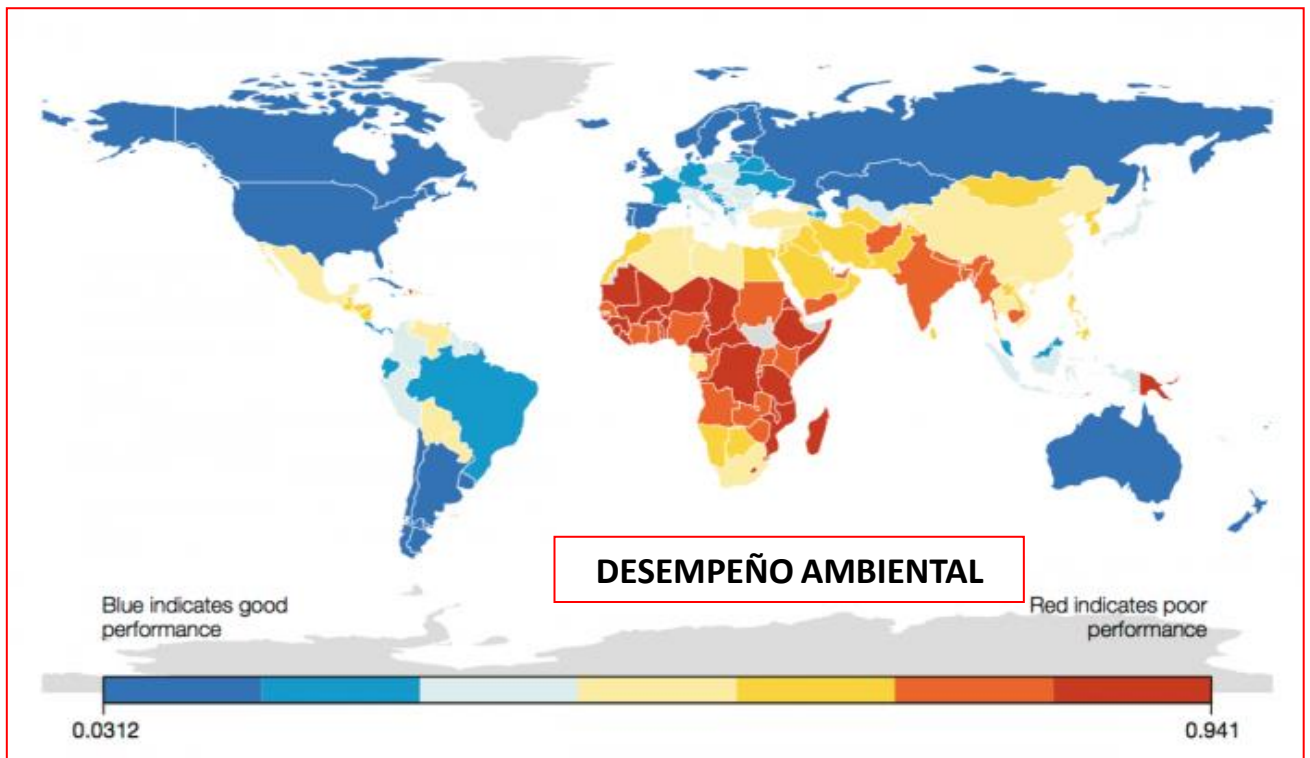 DESEMPEÑO AMBIENTAL
Blue indicates good
performance
Red indicates poor
performance
0.0312
0.941